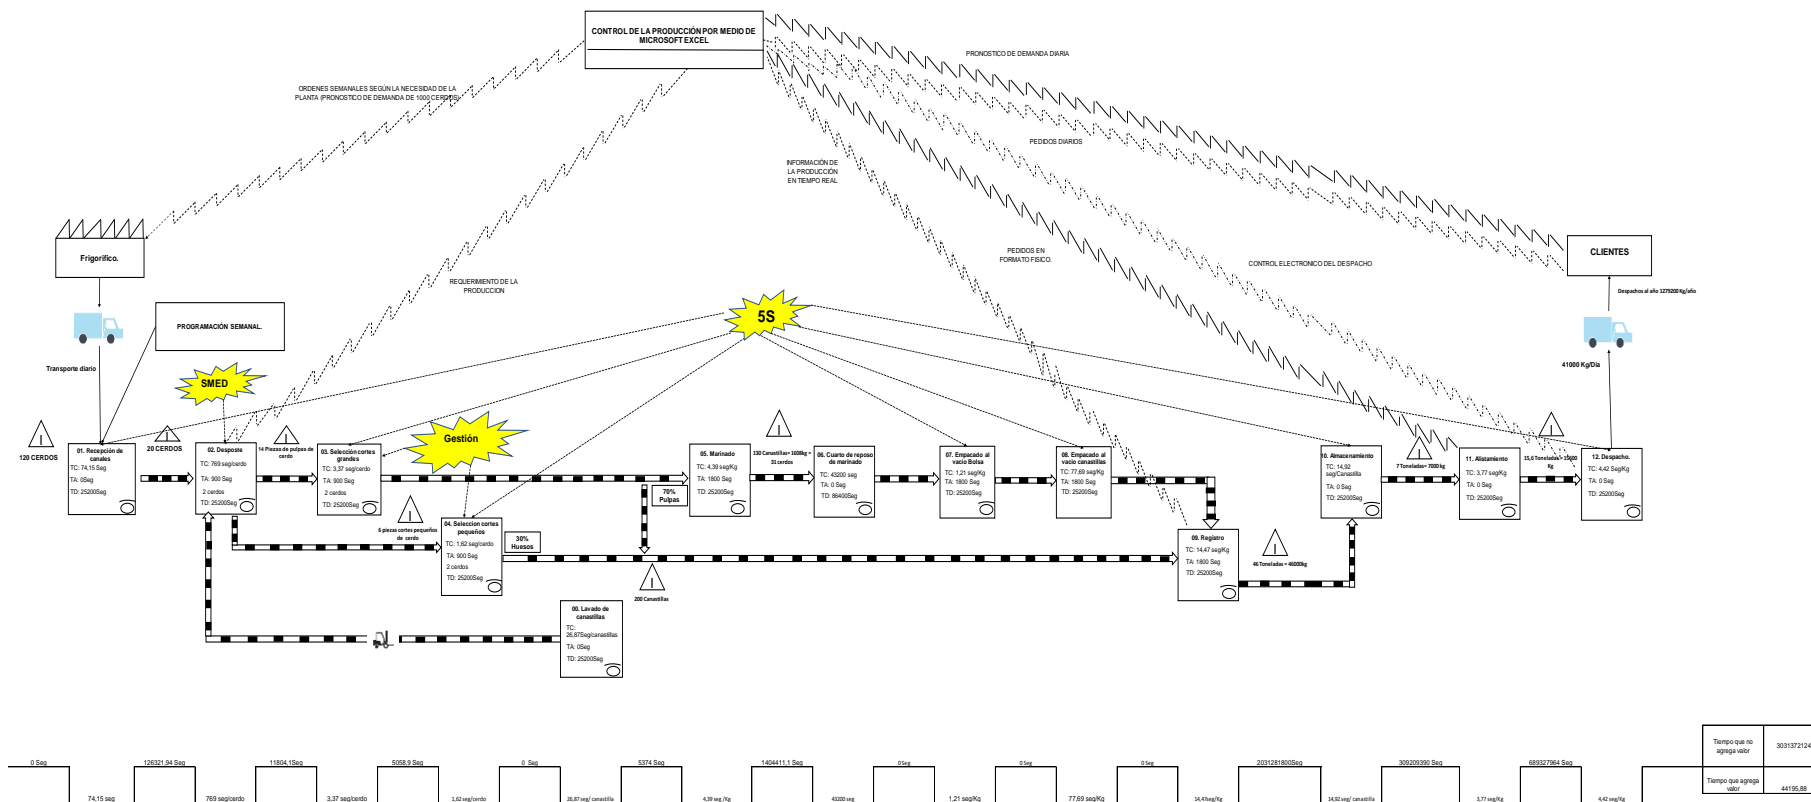 CONTROL DE LA PRODUCCIÓN POR MEDIO DE
MICROSOFT EXCEL
PRONOSTICO DE DEMANDA DIARIA
ORDENES SEMANALES SEGÚN LA NECESIDAD DE LA
PLANTA (PRONOSTICO DE DEMANDA DE 1000 CERDOS)
PEDIDOS DIARIOS
INFORMACIÓN DE
LA PRODUCCIÓN
EN TIEMPO REAL
Frigorífico.
PEDIDOS EN
FORMATO FISICO.
CONTROL ELECTRONICO DEL DESPACHO
CLIENTES
REQUERIMIENTO DE LA
PRODUCCION
Despachos al año 1279200 Kg/año
PROGRAMACIÓN SEMANAL.
5S
Transporte diario
41000 Kg/Dia
SMED
Gestión
120 CERDOS
01. Recepción de
canales
TC: 74,15 Seg
TA: 0Seg
TD: 25200Seg
20 CERDOS
02. Desposte
TC: 769 seg/cerdo
TA: 900 Seg
2 cerdos
TD: 25200Seg
14 Piezas de pulpas de
cerdo
03. Selección cortes
grandes
TC: 3,37 seg/cerdo
TA: 900 Seg
2 cerdos
TD: 25200Seg
6 piezas cortes pequeños
de cerdo
04. Seleccion cortes
pequeños
TC: 1,62 seg/cerdo
TA: 900 Seg
2 cerdos
TD: 25200Seg
70%
Pulpas
30%
Huesos
200 Canastillas
00. Lavado de
canastillas
TC:
26,87Seg/canastillas
TA: 0Seg
TD: 25200Seg
05. Marinado
TC: 4,39 seg/Kg
TA: 1800 Seg
TD: 25200Seg
130 Canastillas= 1608kg =
31 cerdos
06. Cuarto de reposo
de marinado
TC: 43200 seg
TA: 0 Seg
TD: 86400Seg
07. Empacado al
vacio Bolsa
TC: 1,21 seg/Kg
TA: 1800 Seg
TD: 25200Seg
08. Empacado al
vacio canastillas
TC: 77,69 seg/Kg
TA: 1800 Seg
TD: 25200Seg
09. Registro
TC: 14,47 seg/Kg
TA: 1800 Seg
TD: 25200Seg
46 Toneladas = 46000kg
10. Almacenamiento
TC: 14,92
seg/Canastilla
TA: 0 Seg
TD: 25200Seg
7 Toneladas= 7000 kg
11. Alistamiento
TC: 3,77 seg/Kg
TA: 0 Seg
TD: 25200Seg
15,6 Toneladas= 15600
Kg
12. Despacho.
TC: 4,42 Seg/Kg
TA: 0 Seg
TD: 25200Seg
0 Seg
126321,94 Seg
11804,1Seg
5058,9 Seg
0 Seg
5374 Seg
1404411,1 Seg
0 Seg
0 Seg
0 Seg
2031281800Seg
309209390 Seg
689327964 Seg
Tiempo que no
agrega valor
3031372124
74,15 seg
769 seg/cerdo
3,37 seg/cerdo
1,62 seg/cerdo
26,87 seg/ canastilla
4,39 seg /Kg
43200 seg
1,21 seg/Kg
77,69 seg/Kg
14,47seg/Kg
14,92 seg/ canastilla
3,77 seg/Kg
4,42 seg/Kg
Tiempo que agrega
valor
44195,88